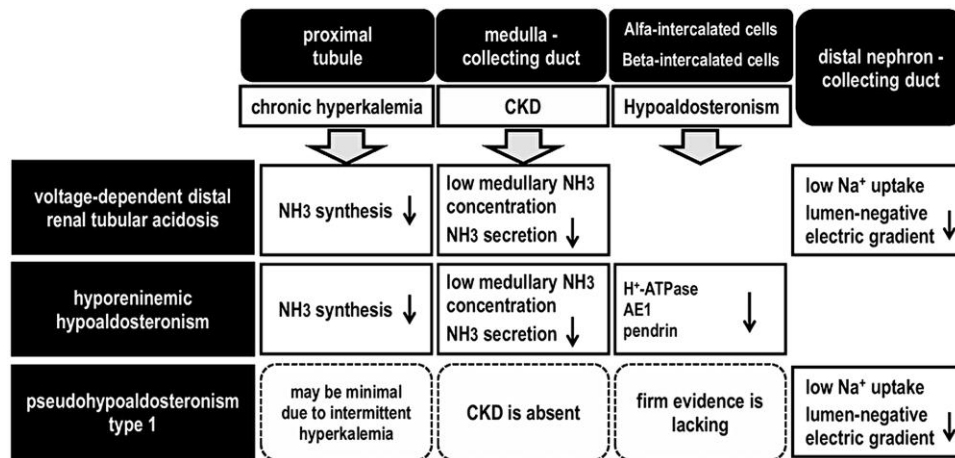 proximal
tubule
medulla -
collecting duct
Alfa-intercalated cells
Beta-intercalated cells
distal nephron -
collecting duct
chronic hyperkalemia
CKD
Hypoaldosteronism
voltage-dependent distal
renal tubular acidosis
NH3 synthesis ↓
low medullary NH3
concentration
NH3 secretion ↓
low Na⁺ uptake
lumen-negative
electric gradient ↓
hyporeninemic
hypoaldosteronism
NH3 synthesis ↓
low medullary NH3
concentration
NH3 secretion ↓
H⁺-ATPase
AE1
pendrin ↓
pseudohypoaldosteronism
type 1
may be minimal
due to intermittent
hyperkalemia
CKD is absent
firm evidence is
lacking
low Na⁺ uptake
lumen-negative
electric gradient ↓